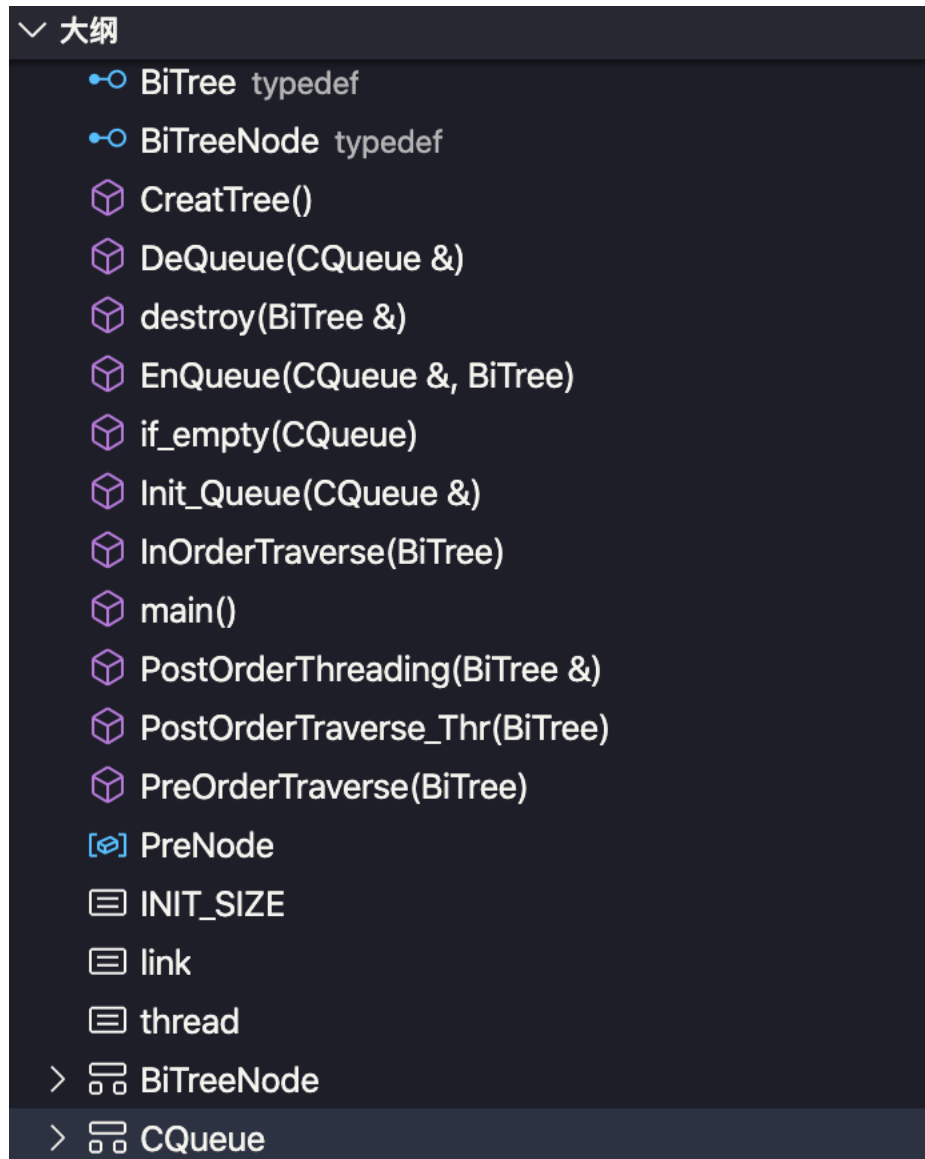 大纲
BiTree typedef
BiTreeNode typedef
CreatTree()
DeQueue(CQueue &)
destroy(BiTree &)
EnQueue(CQueue &, BiTree)
if_empty(CQueue)
Init_Queue(CQueue &)
InOrderTraverse(BiTree)
main()
PostOrderThreading(BiTree &)
PostOrderTraverse_Thr(BiTree)
PreOrderTraverse(BiTree)
PreNode
INIT_SIZE
link
thread
BiTreeNode
CQueue